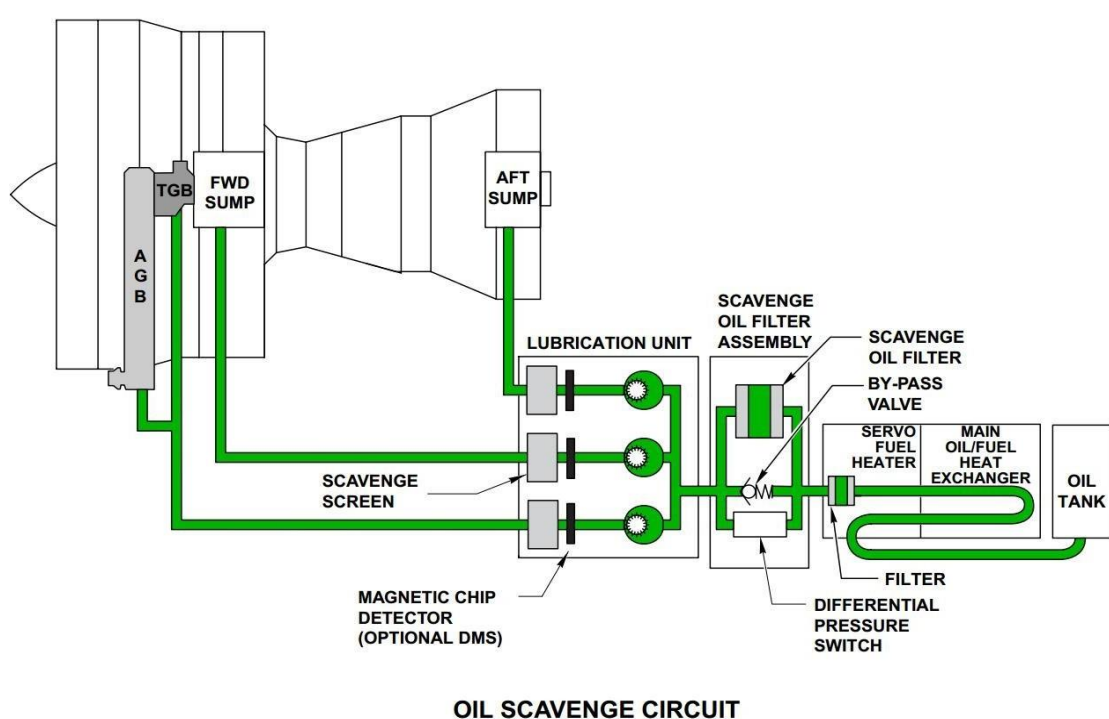 TGB
FWD
SUMP
AFT
SUMP
A
G
B
LUBRICATION UNIT
SCAVENGE
OIL FILTER
ASSEMBLY
SCAVENGE
OIL FILTER
BY-PASS
VALVE
SERVO
FUEL
HEATER
MAIN
OIL/FUEL
HEAT
EXCHANGER
OIL
TANK
SCAVENGE
SCREEN
MAGNETIC CHIP
DETECTOR
(OPTIONAL DMS)
FILTER
DIFFERENTIAL
PRESSURE
SWITCH
OIL SCAVENGE CIRCUIT